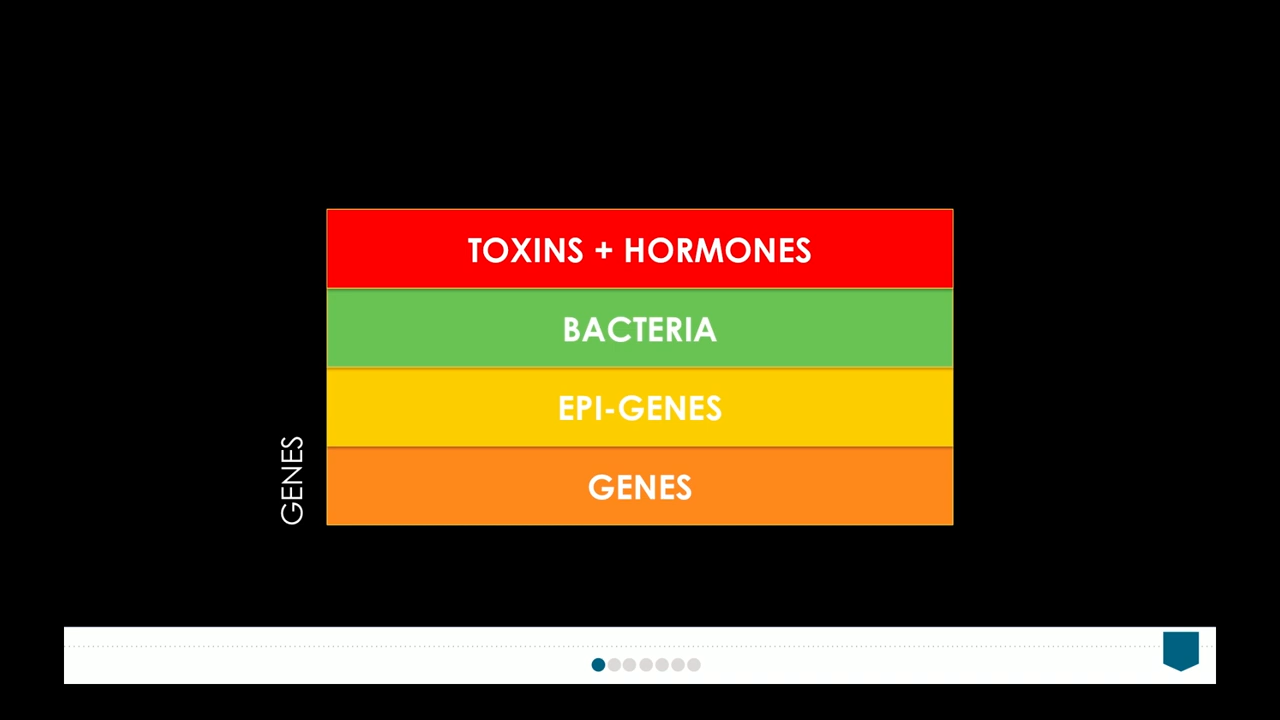 TOXINS + HORMONES
BACTERIA
EPI-GENES
GENES
GENES